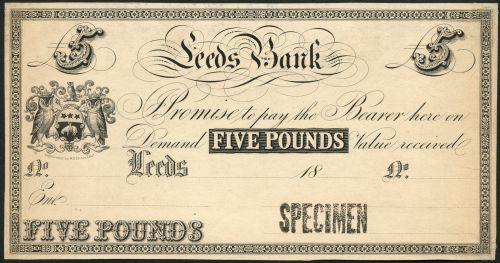 £5 Leeds Bank £5
I Promise to pay the Bearer here on
Demand FIVE POUNDS Value received
No. Leeds 18 No.
Ent.
FIVE POUNDS
SPECIMEN